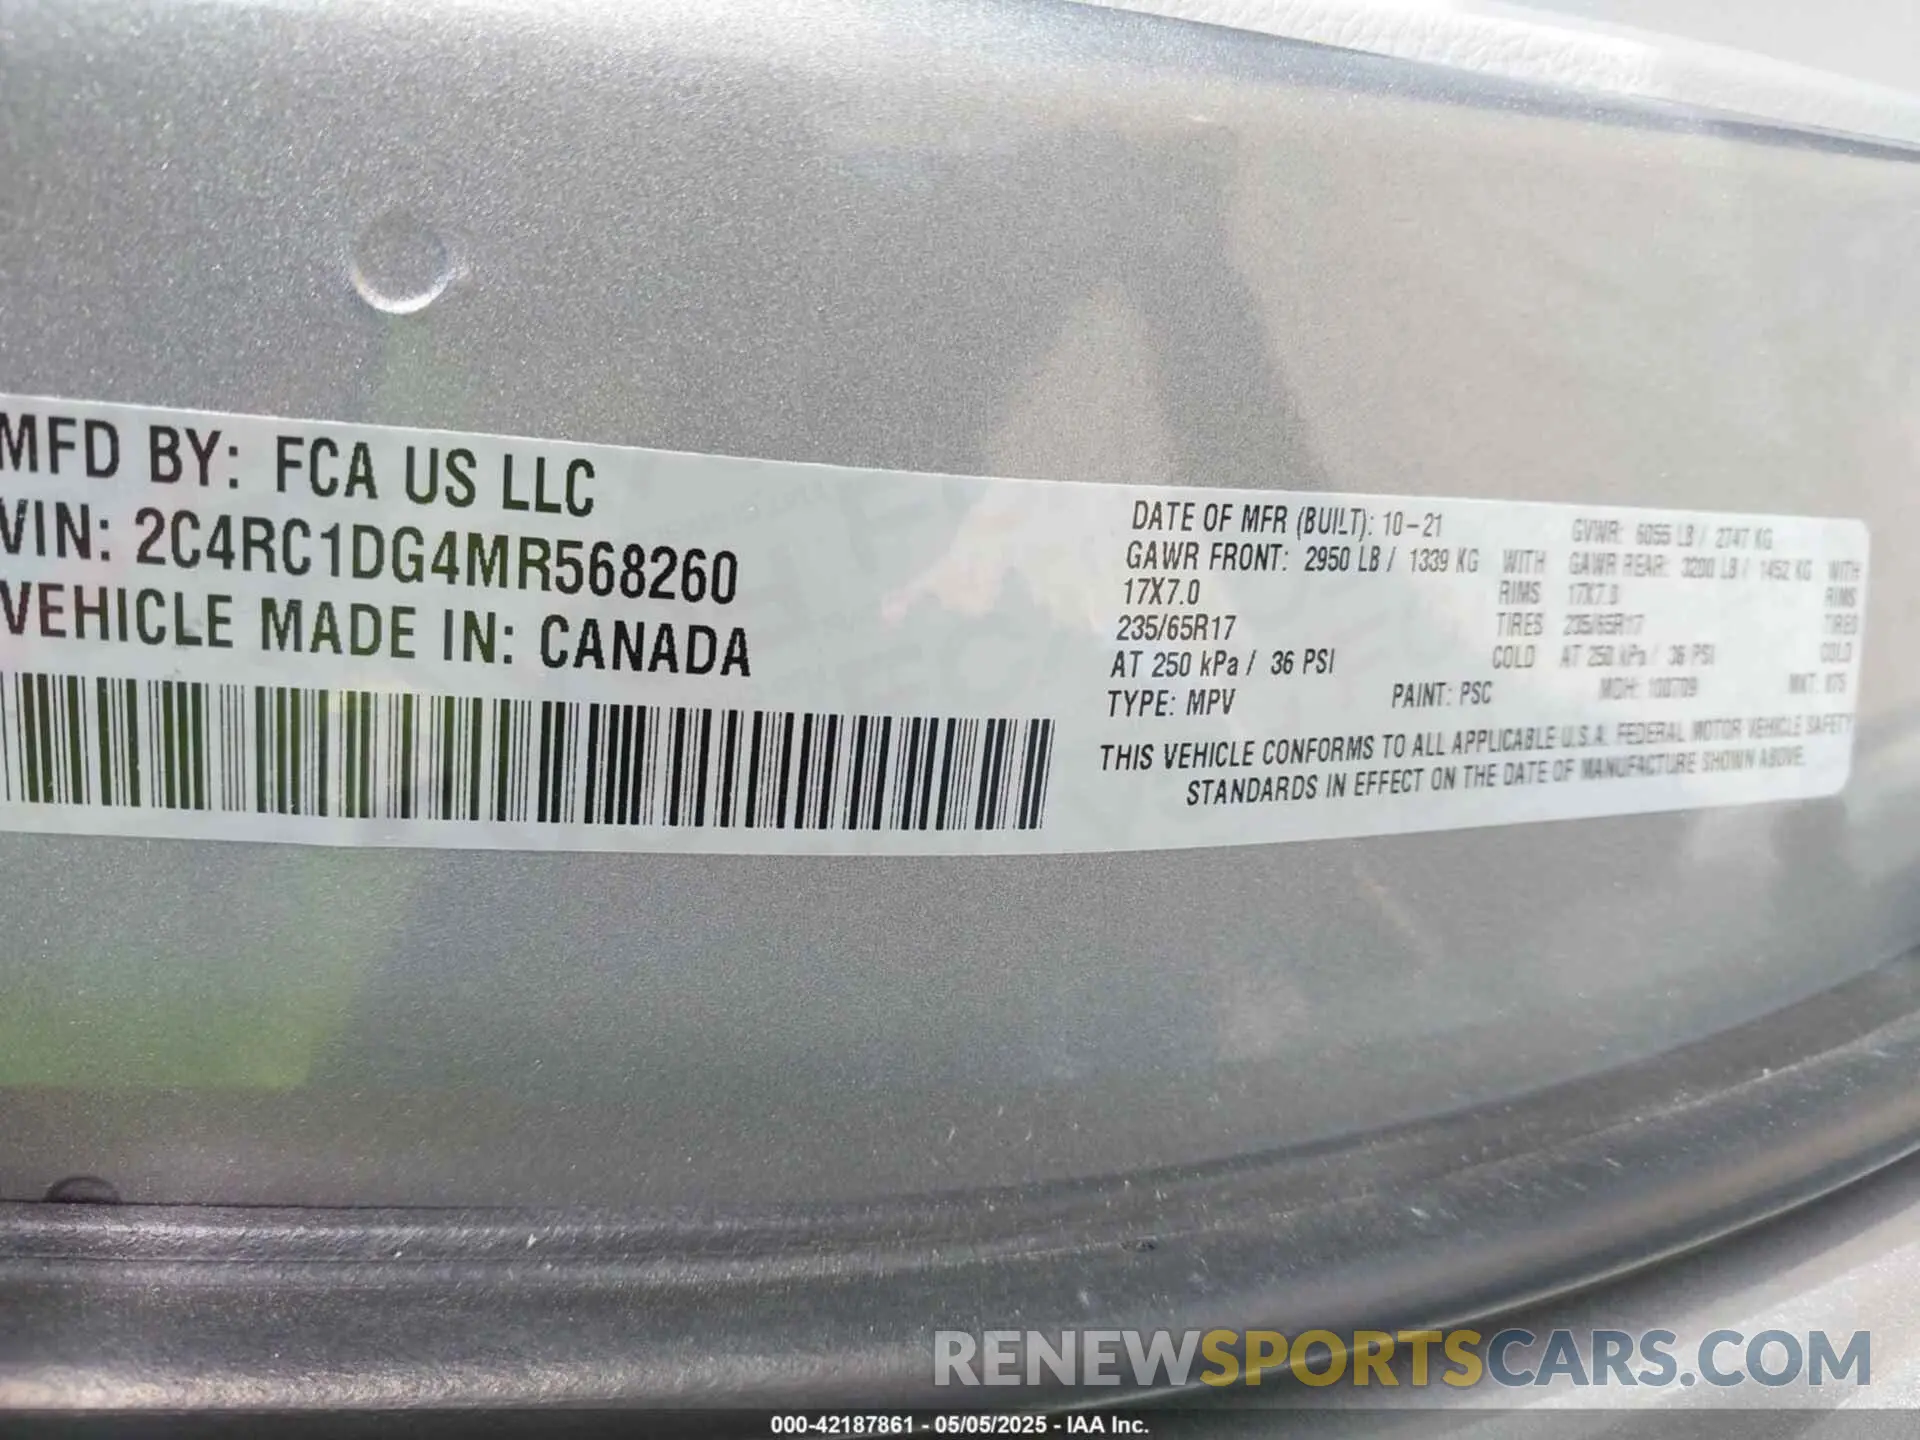 MFD BY: FCA US LLC
VIN: 2C4RC1DG4MR568260
VEHICLE MADE IN: CANADA
DATE OF MFR (BUILT): 10-21 GVWR: 6055 LB / 2747 KG
GAWR FRONT: 2950 LB / 1339 KG WITH GAWR REAR: 3200 LB / 1452 KG WITH
17X7.0 RIMS 17X7.0 RIMS
235/65R17 TIRES 235/65R17 TIRES
AT 250 kPa / 36 PSI COLD AT 250 kPa / 36 PSI COLD
TYPE: MPV PAINT: PSC MDH: 100709 MKT:
THIS VEHICLE CONFORMS TO ALL APPLICABLE U.S.A. FEDERAL MOTOR VEHICLE SAFETY
STANDARDS IN EFFECT ON THE DATE OF MANUFACTURE SHOWN ABOVE.
RENEWSPORTSCARS.COM
000-42187861 - 05/05/2025 - IAA Inc.